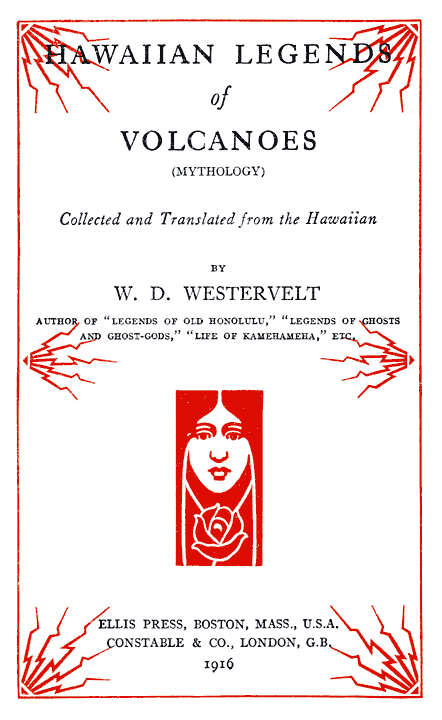 HAWAIIAN LEGENDS
of
VOLCANOES
(MYTHOLOGY)
Collected and Translated from the Hawaiian
BY
W. D. WESTERVELT
AUTHOR OF "LEGENDS OF OLD HONOLULU," "LEGENDS OF GHOSTS
AND GHOST-GODS," "LIFE OF KAMEHAMEHA," ETC.
ELLIS PRESS, BOSTON, MASS., U.S.A.
CONSTABLE & CO., LONDON, G.B.
1916